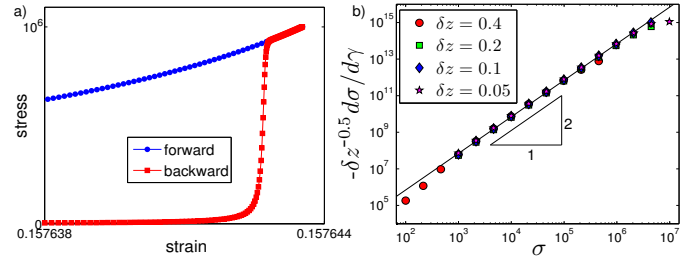 a)
10^6
stress
forward
backward
0
0.157638
strain
0.157644
b)
-δz^{-0.5}dσ/dγ
10^15
10^13
10^11
10^9
10^7
10^5
δz = 0.4
δz = 0.2
δz = 0.1
δz = 0.05
2
1
10^2
10^3
10^4
10^5
10^6
10^7
σ